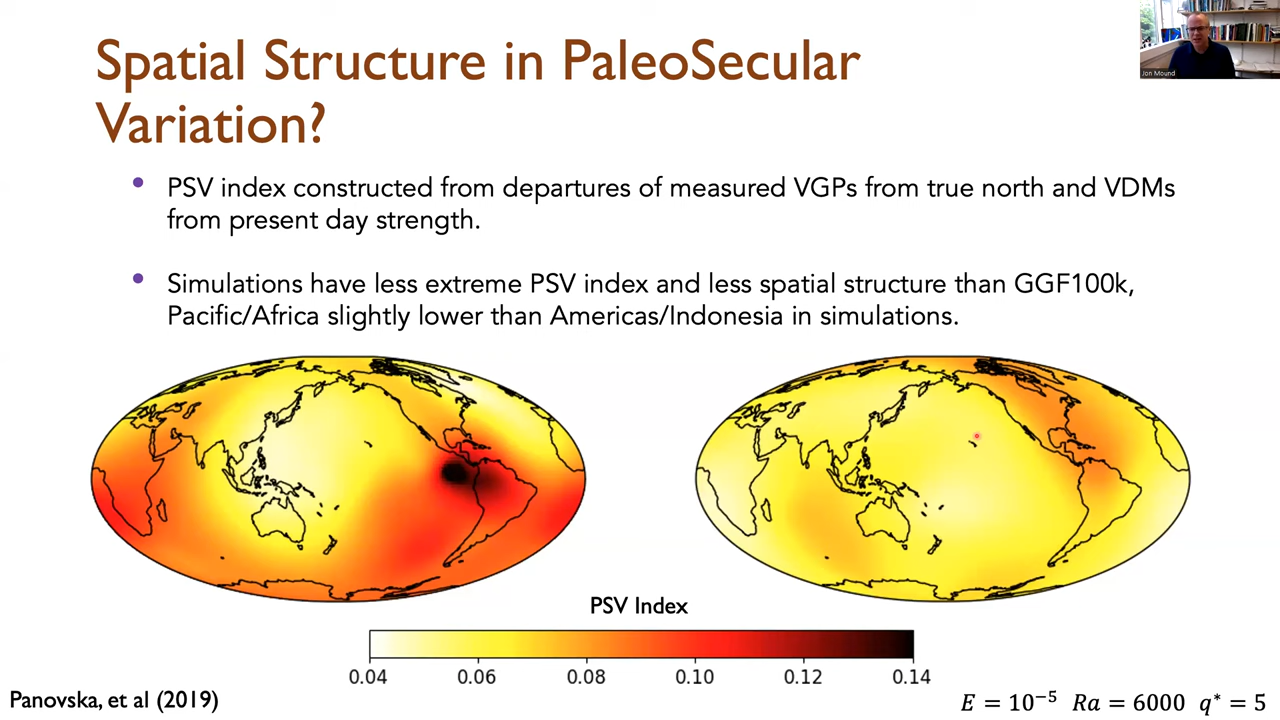 Spatial Structure in PaleoSecular
Variation?
Jon Mound
• PSV index constructed from departures of measured VGPs from true north and VDMs
from present day strength.
• Simulations have less extreme PSV index and less spatial structure than GGF100k,
Pacific/Africa slightly lower than Americas/Indonesia in simulations.
PSV Index
0.04 0.06 0.08 0.10 0.12 0.14
Panovska, et al (2019)
E = 10⁻⁵ Ra = 6000 q* = 5